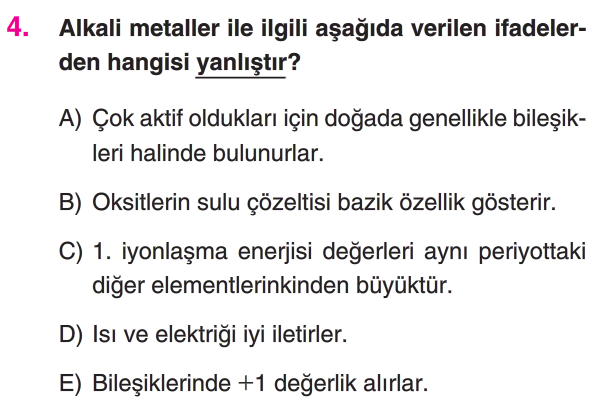 4. Alkali metaller ile ilgili aşağıda verilen ifadeler-
den hangisi yanlıştır?
A) Çok aktif oldukları için doğada genellikle bileşik-
leri halinde bulunurlar.
B) Oksitlerin sulu çözeltisi bazik özellik gösterir.
C) 1. iyonlaşma enerjisi değerleri aynı periyottaki
diğer elementlerinkinden büyüktür.
D) Isı ve elektriği iyi iletirler.
E) Bileşiklerinde +1 değerlik alırlar.